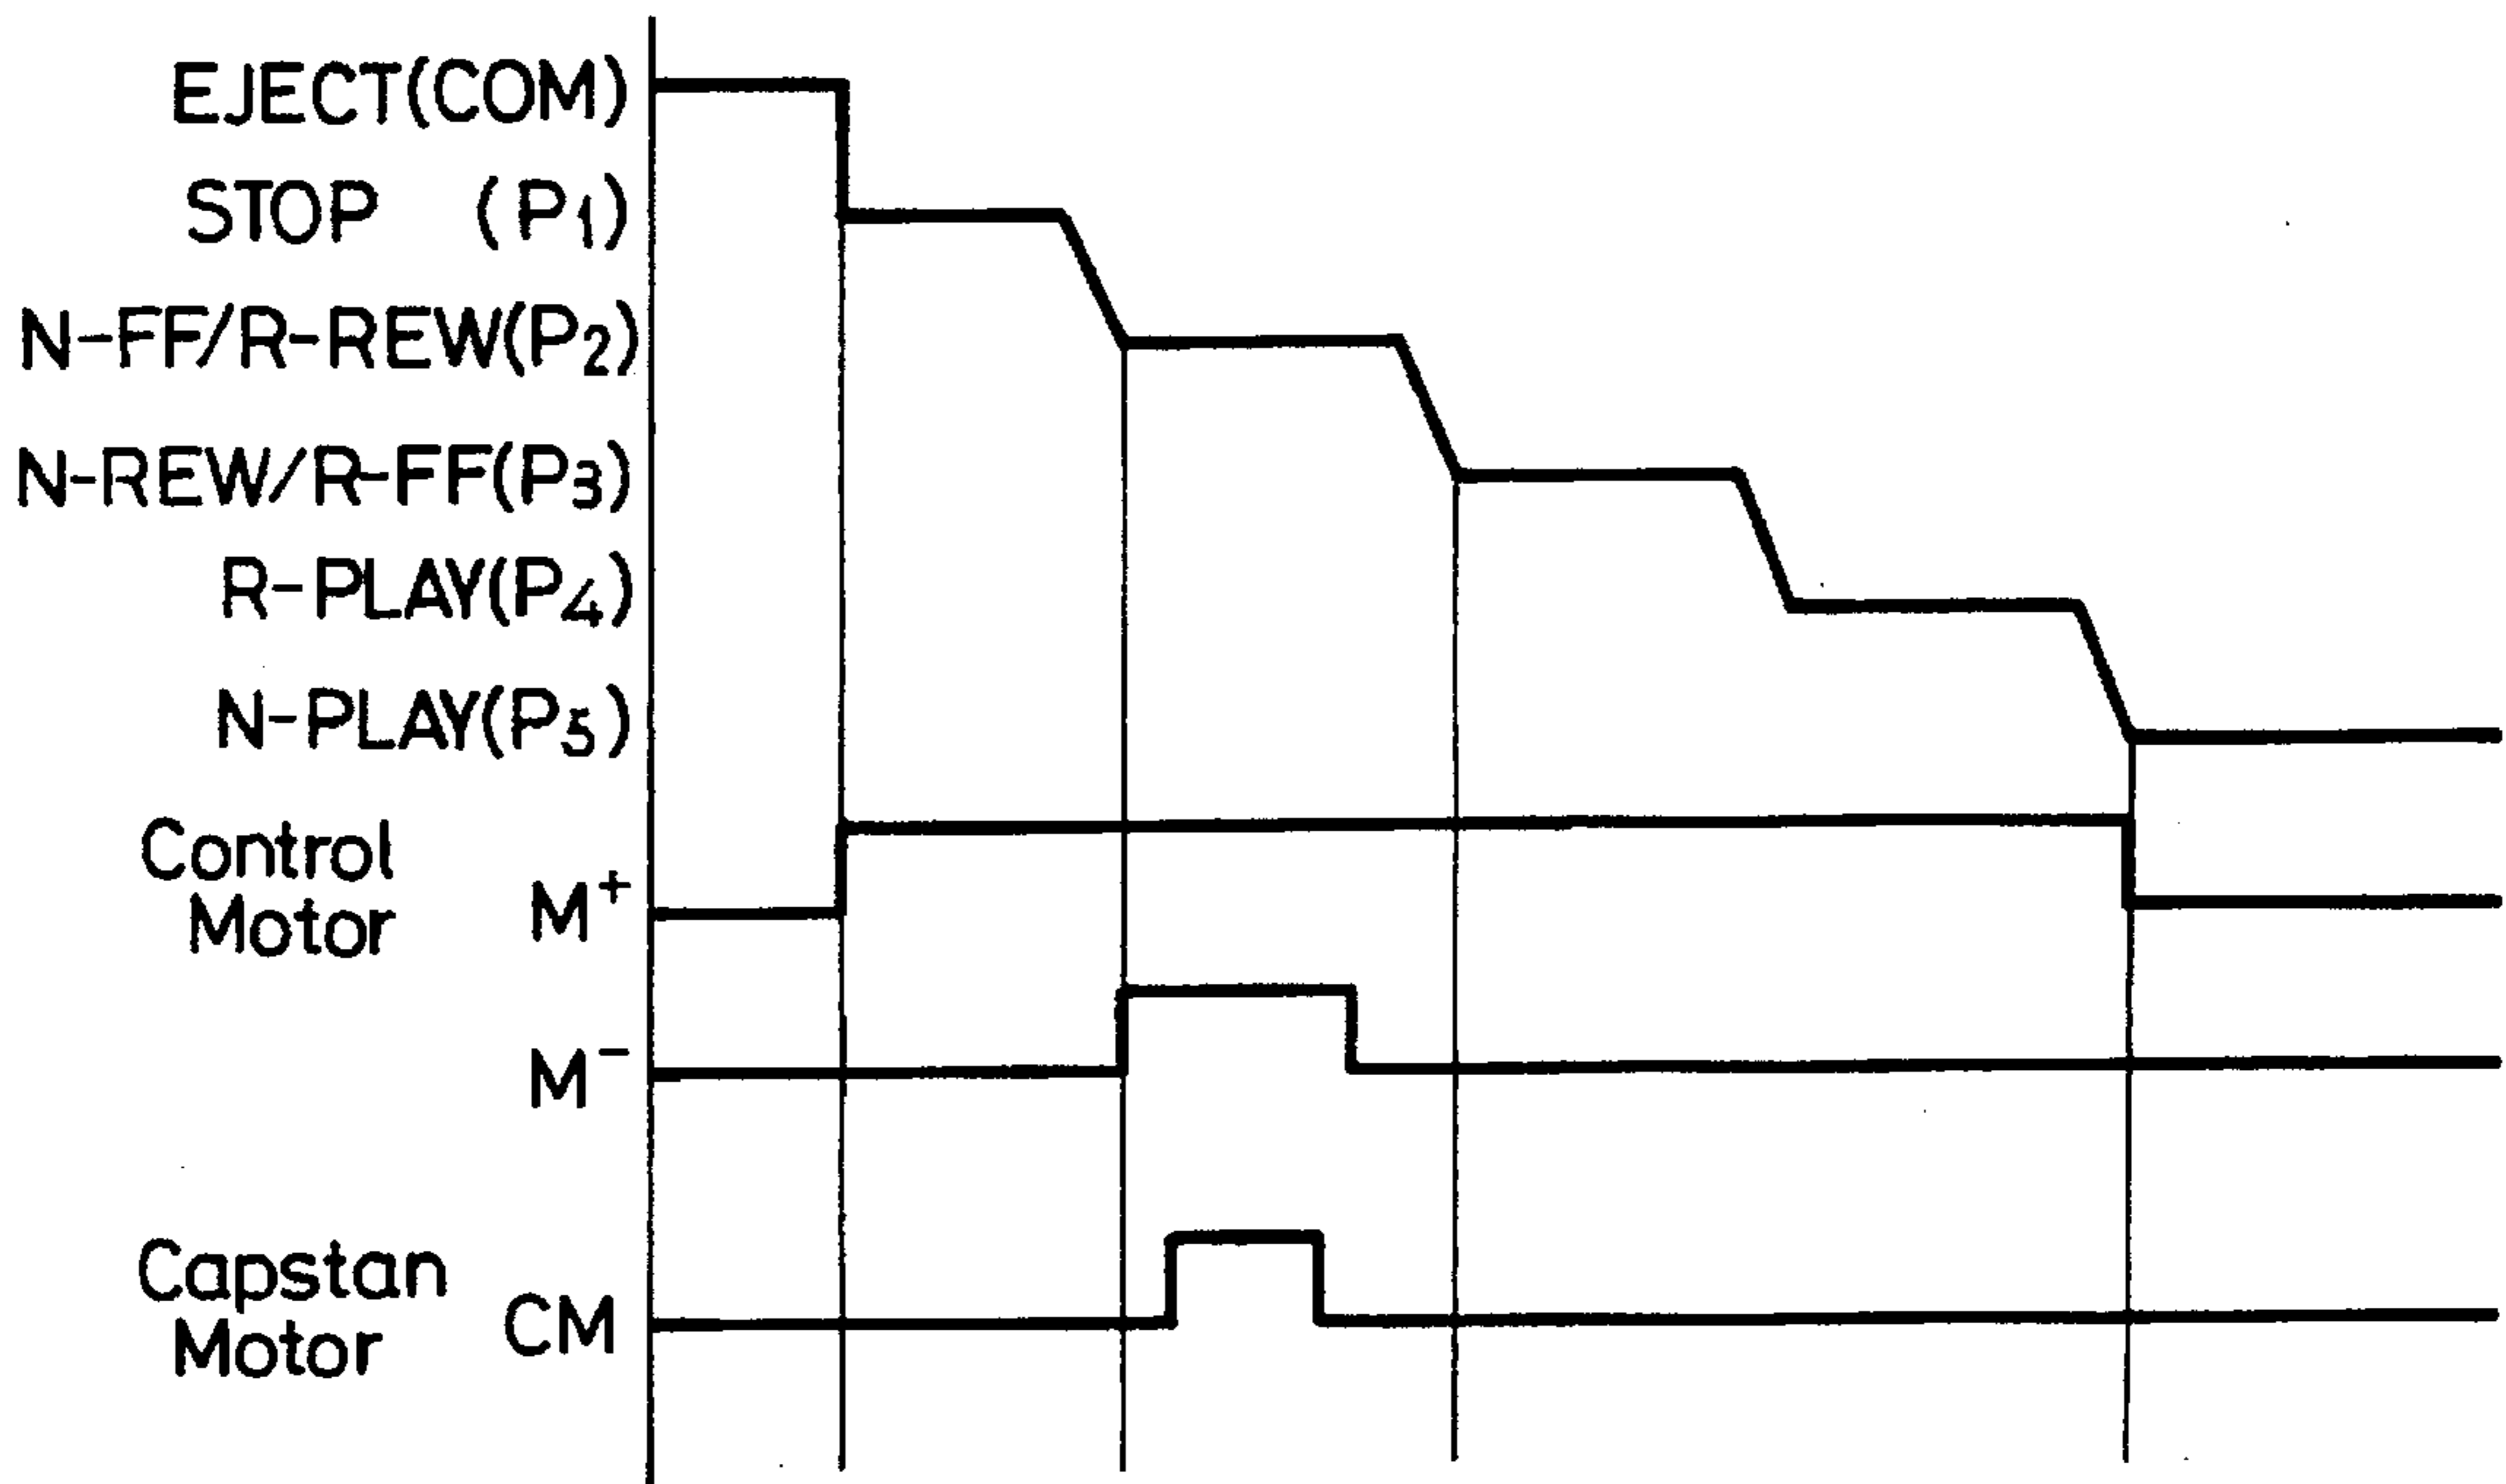 EJECT(COM)
STOP (P1)
N-FF/R-REW(P2)
N-REW/R-FF(P3)
R-PLAY(P4)
N-PLAY(P5)
Control
Motor M+
M−
Capstan
Motor CM